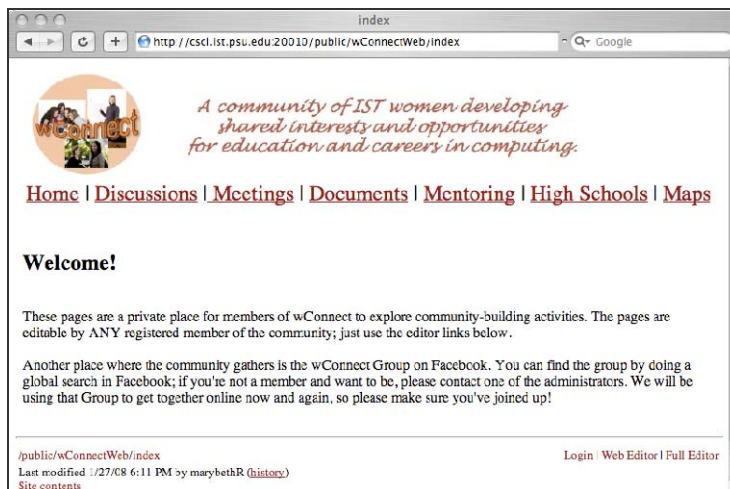 index
http://cscl.ist.psu.edu:20010/public/wConnectWeb/index
Google
wConnect
A community of IST women developing
shared interests and opportunities
for education and careers in computing.
Home | Discussions | Meetings | Documents | Mentoring | High Schools | Maps
Welcome!
These pages are a private place for members of wConnect to explore community-building activities. The pages are
editable by ANY registered member of the community; just use the editor links below.
Another place where the community gathers is the wConnect Group on Facebook. You can find the group by doing a
global search in Facebook; if you're not a member and want to be, please contact one of the administrators. We will be
using that Group to get together online now and again, so please make sure you've joined up!
/public/wConnectWeb/index
Login | Web Editor | Full Editor
Last modified 1/27/08 6:11 PM by marybethR (history)
Site contents